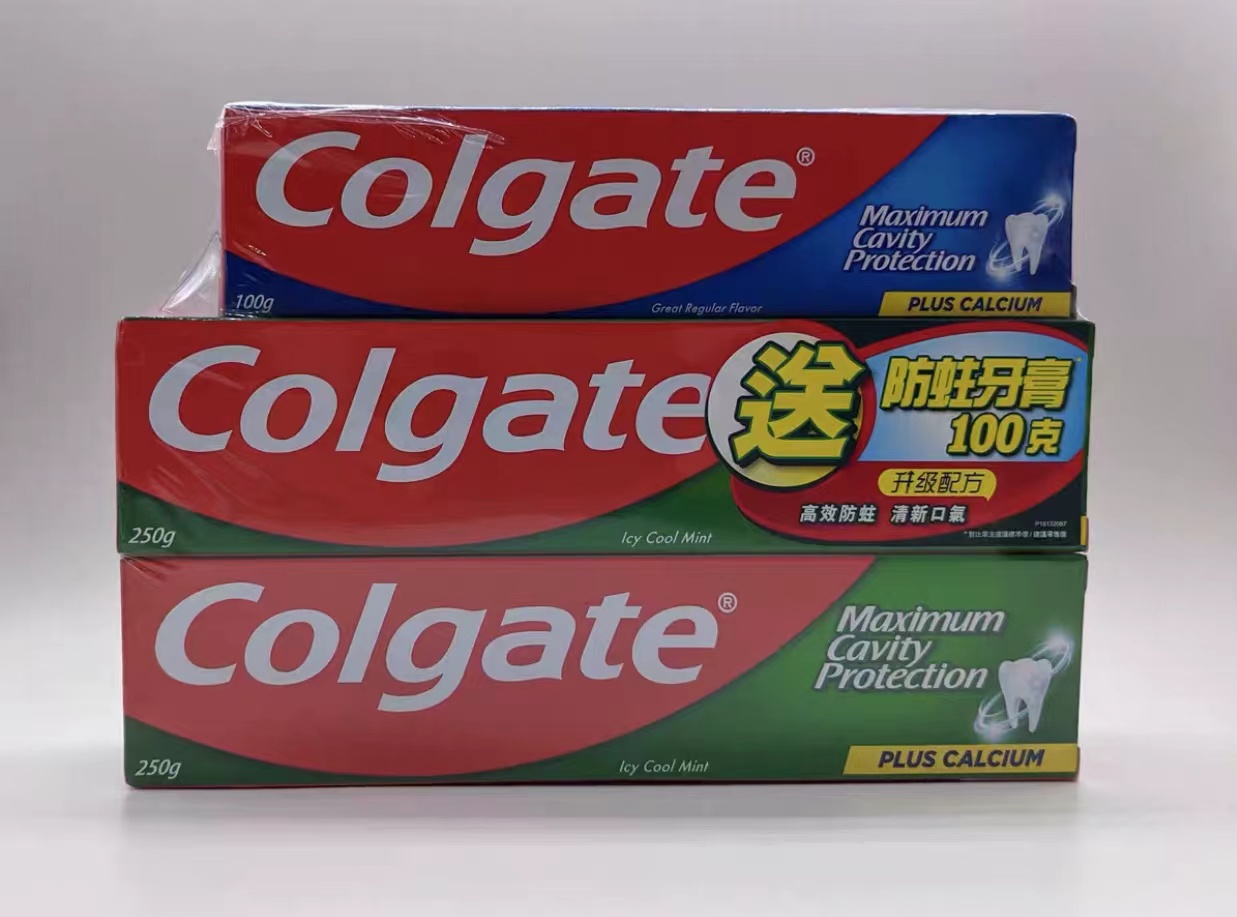 Colgate®
Maximum
Cavity
Protection
100g
Great Regular Flavor
PLUS CALCIUM
Colgate
送
防蛀牙膏
100克
升级配方
高效防蛀 清新口氣
250g
Icy Cool Mint
Colgate®
Maximum
Cavity
Protection
250g
Icy Cool Mint
PLUS CALCIUM